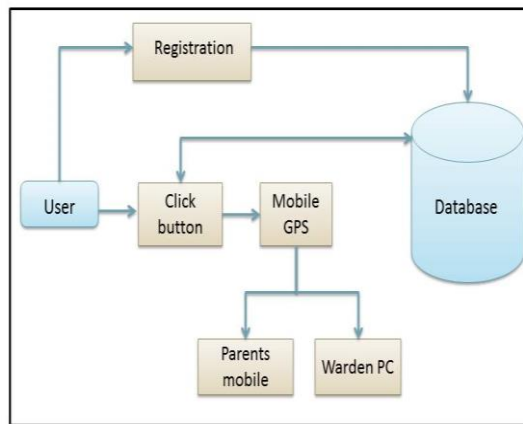 Registration
User
Click
button
Mobile
GPS
Database
Parents
mobile
Warden PC